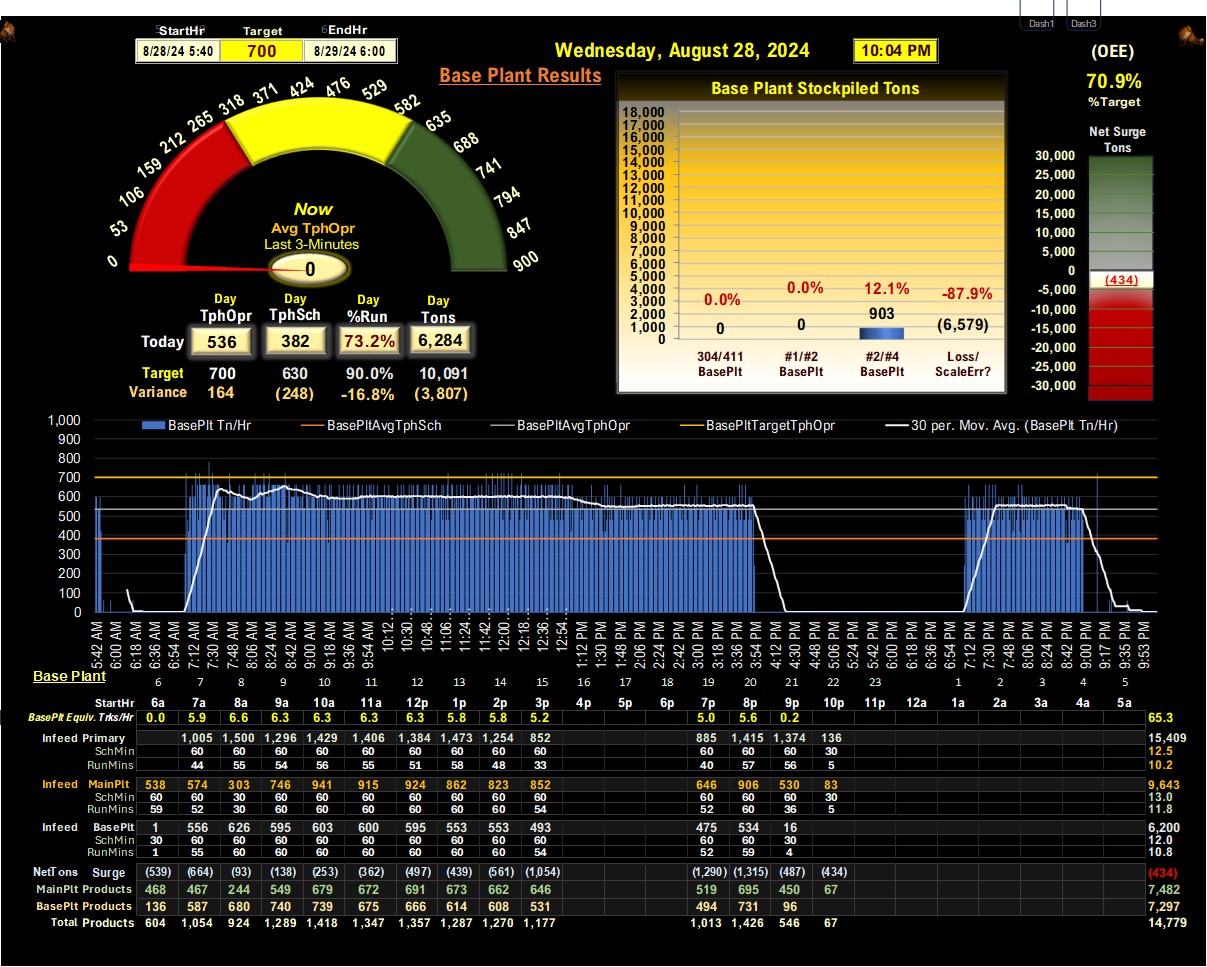 Dash1 Dash3
StartHr Target EndHr
8/28/24 5:40 700 8/29/24 6:00
Wednesday, August 28, 2024 10:04 PM
(OEE)
70.9%
%Target
Base Plant Results
Base Plant Stockpiled Tons
0 53 106 159 212 265 318 371 424 476 529 582 635 688 741 794 847 900
Now
Avg TphOpr
Last 3-Minutes
0
Day Day Day Day
TphOpr TphSch %Run Tons
Today 536 382 73.2% 6,284
Target 700 630 90.0% 10,091
Variance 164 (248) -16.8% (3,807)
18,000
17,000
16,000
15,000
14,000
13,000
12,000
11,000
10,000
9,000
8,000
7,000
6,000
5,000
4,000
3,000
2,000
1,000
0
0.0% 0.0% 12.1% -87.9%
0 0 903 (6,579)
304/411 #1/#2 #2/#4 Loss/
BasePlt BasePlt BasePlt ScaleErr?
Net Surge
Tons
30,000
25,000
20,000
15,000
10,000
5,000
0
(434)
-5,000
-10,000
-15,000
-20,000
-25,000
-30,000
BasePlt Tn/Hr BasePltAvgTphSch BasePltAvgTphOpr BasePltTargetTphOpr 30 per. Mov. Avg. (BasePlt Tn/Hr)
1,000
900
800
700
600
500
400
300
200
100
0
5:42 AM 6:00 AM 6:18 AM 6:36 AM 6:54 AM 7:12 AM 7:30 AM 7:48 AM 8:06 AM 8:24 AM 8:42 AM 9:00 AM 9:18 AM 9:36 AM 9:54 AM 10:12... 10:30... 10:48... 11:06... 11:24... 11:42... 12:00... 12:18... 12:36... 12:54... 1:12 PM 1:30 PM 1:48 PM 2:06 PM 2:24 PM 2:42 PM 3:00 PM 3:18 PM 3:36 PM 3:54 PM 4:12 PM 4:30 PM 4:48 PM 5:06 PM 5:24 PM 5:42 PM 6:00 PM 6:18 PM 6:36 PM 6:54 PM 7:12 PM 7:30 PM 7:48 PM 8:06 PM 8:24 PM 8:42 PM 9:00 PM 9:17 PM 9:35 PM 9:53 PM
Base Plant
6 7 8 9 10 11 12 13 14 15 16 17 18 19 20 21 22 23 1 2 3 4 5
StartHr 6a 7a 8a 9a 10a 11a 12p 1p 2p 3p 4p 5p 6p 7p 8p 9p 10p 11p 12a 1a 2a 3a 4a 5a
BasePlt Equiv. Trks/Hr 0.0 5.9 6.6 6.3 6.3 6.3 6.3 5.8 5.8 5.2 5.0 5.6 0.2 65.3
Infeed Primary 1,005 1,500 1,296 1,429 1,406 1,384 1,473 1,254 852 885 1,415 1,374 136 15,409
SchMin 60 60 60 60 60 60 60 60 60 60 60 60 30 12.5
RunMins 44 55 54 56 55 51 58 48 33 40 57 56 5 10.2
Infeed MainPlt 538 574 303 746 941 915 924 862 823 852 646 906 530 83 9,643
SchMin 60 60 30 60 60 60 60 60 60 60 60 60 60 30 13.8
RunMins 59 52 30 60 60 60 60 60 60 54 52 60 36 5 11.8
Infeed BasePlt 1 556 626 595 603 600 595 553 553 493 475 534 16 6,200
SchMin 30 60 60 60 60 60 60 60 60 60 60 60 60 12.0
RunMins 1 55 60 60 60 60 60 60 60 54 52 59 4 10.8
NetTons Surge (539) (664) (93) (138) (253) (362) (497) (439) (561) (1,054) (1,290) (1,315) (487) (434) (434)
MainPlt Products 468 467 244 549 679 672 691 673 662 646 519 695 450 67 7,482
BasePlt Products 136 587 680 740 739 675 666 614 608 531 494 731 96 7,297
Total Products 604 1,054 924 1,289 1,418 1,347 1,357 1,287 1,270 1,177 1,013 1,426 546 67 14,779